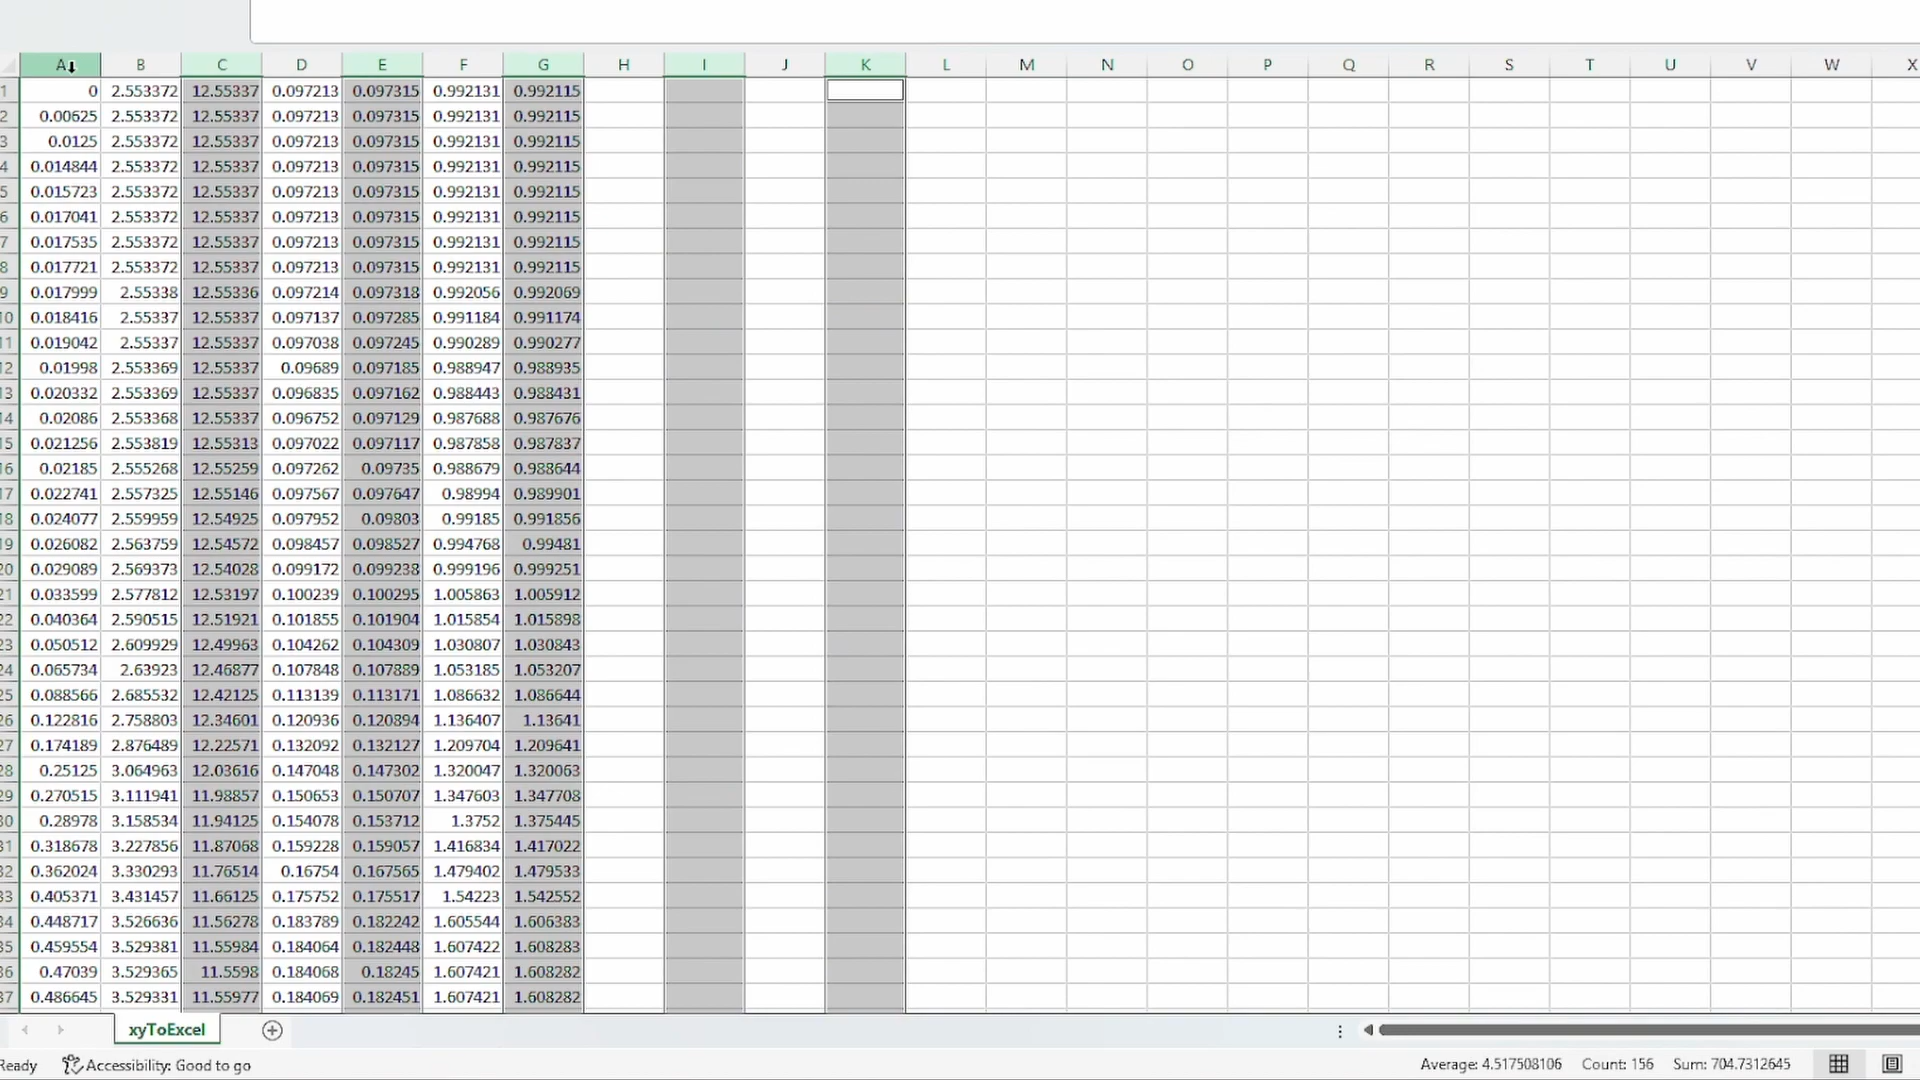 A B C D E F G H I J K L M N O P Q R S T U V W X
1 0 2.553372 12.55337 0.097213 0.097315 0.992131 0.992115
2 0.00625 2.553372 12.55337 0.097213 0.097315 0.992131 0.992115
3 0.0125 2.553372 12.55337 0.097213 0.097315 0.992131 0.992115
4 0.014844 2.553372 12.55337 0.097213 0.097315 0.992131 0.992115
5 0.015723 2.553372 12.55337 0.097213 0.097315 0.992131 0.992115
6 0.017041 2.553372 12.55337 0.097213 0.097315 0.992131 0.992115
7 0.017535 2.553372 12.55337 0.097213 0.097315 0.992131 0.992115
8 0.017721 2.553372 12.55337 0.097213 0.097315 0.992131 0.992115
9 0.017999 2.55338 12.55336 0.097214 0.097318 0.992056 0.992069
10 0.018416 2.55337 12.55337 0.097137 0.097285 0.991184 0.991174
11 0.019042 2.55337 12.55337 0.097038 0.097245 0.990289 0.990277
12 0.01998 2.553369 12.55337 0.09689 0.097185 0.988947 0.988935
13 0.020332 2.553369 12.55337 0.096835 0.097162 0.988443 0.988431
14 0.02086 2.553368 12.55337 0.096752 0.097129 0.987688 0.987676
15 0.021256 2.553819 12.55313 0.097022 0.097117 0.987858 0.987837
16 0.02185 2.555268 12.55259 0.097262 0.09735 0.988679 0.988644
17 0.022741 2.557325 12.55146 0.097567 0.097647 0.98994 0.989901
18 0.024077 2.559959 12.54925 0.097952 0.09803 0.99185 0.991856
19 0.026082 2.563759 12.54572 0.098457 0.098527 0.994768 0.99481
20 0.029089 2.569373 12.54028 0.099172 0.099238 0.999196 0.999251
21 0.033599 2.577812 12.53197 0.100239 0.100295 1.005863 1.005912
22 0.040364 2.590515 12.51921 0.101855 0.101904 1.015854 1.015898
23 0.050512 2.609929 12.49963 0.104262 0.104309 1.030807 1.030843
24 0.065734 2.63923 12.46877 0.107848 0.107889 1.053185 1.053207
25 0.088566 2.685532 12.42125 0.113139 0.113171 1.086632 1.086644
26 0.122816 2.758803 12.34601 0.120936 0.120894 1.136407 1.13641
27 0.174189 2.876489 12.22571 0.132092 0.132127 1.209704 1.209641
28 0.25125 3.064963 12.03616 0.147048 0.147302 1.320047 1.320063
29 0.270515 3.111941 11.98857 0.150653 0.150707 1.347603 1.347708
30 0.28978 3.158534 11.94125 0.154078 0.153712 1.3752 1.375445
31 0.318678 3.227856 11.87068 0.159228 0.159057 1.416834 1.417022
32 0.362024 3.330293 11.76514 0.16754 0.167565 1.479402 1.479533
33 0.405371 3.431457 11.66125 0.175752 0.175517 1.54223 1.542552
34 0.448717 3.526636 11.56278 0.183789 0.182242 1.605544 1.606383
35 0.459554 3.529381 11.55984 0.184064 0.182448 1.607422 1.608283
36 0.47039 3.529365 11.5598 0.184068 0.18245 1.607421 1.608282
37 0.486645 3.529331 11.55977 0.184069 0.182451 1.607421 1.608282
xyToExcel
Ready Accessibility: Good to go Average: 4.517508106 Count: 156 Sum: 704.7312645